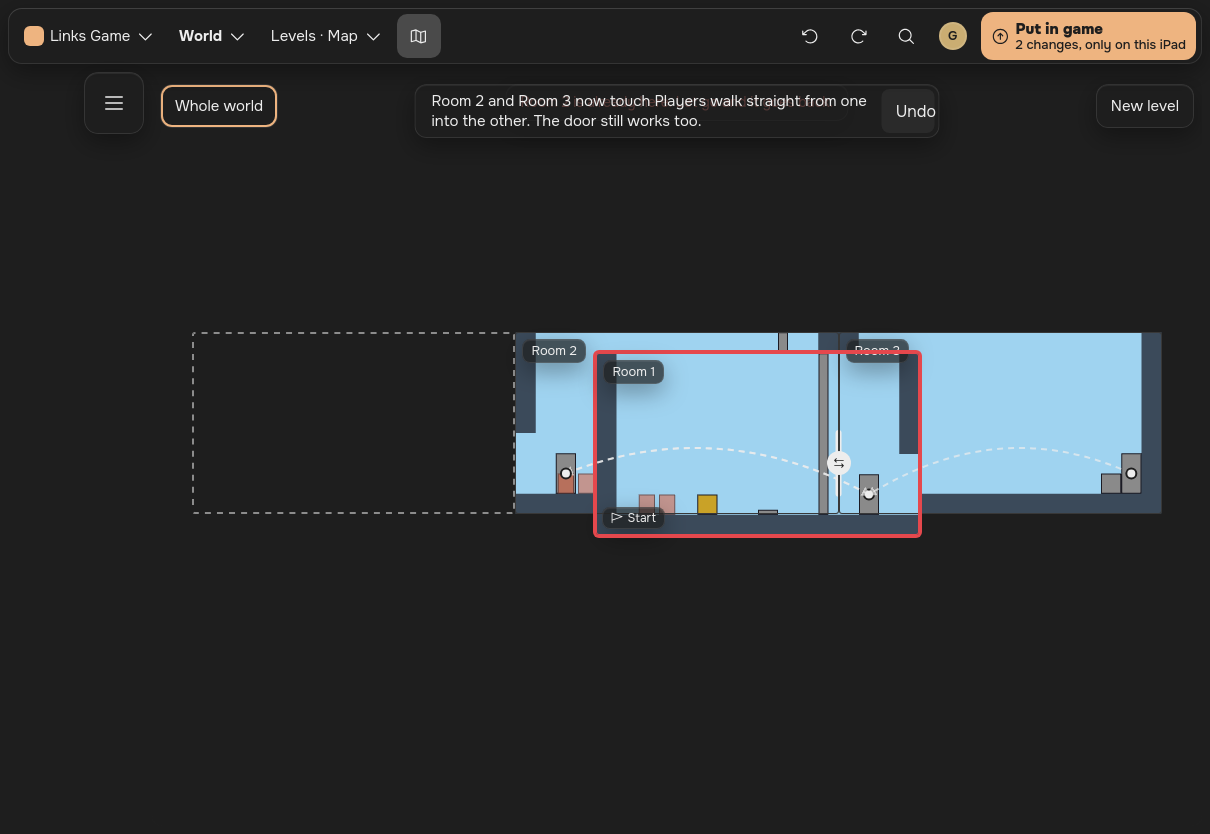 Links Game
World
Levels · Map
G
Put in game
2 changes, only on this iPad
Whole world
Room 2 and Room 3 now touch Players walk straight from one
into the other. The door still works too.
Undo
New level
Room 2
Room 3
Room 1
Start